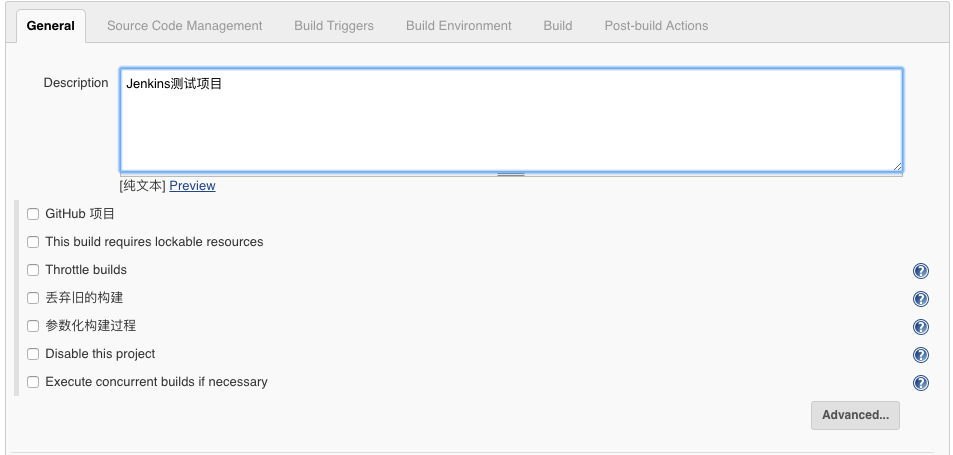 General Source Code Management Build Triggers Build Environment Build Post-build Actions
Description
Jenkins测试项目
[纯文本] Preview
GitHub 项目
This build requires lockable resources
Throttle builds
丢弃旧的构建
参数化构建过程
Disable this project
Execute concurrent builds if necessary
Advanced...